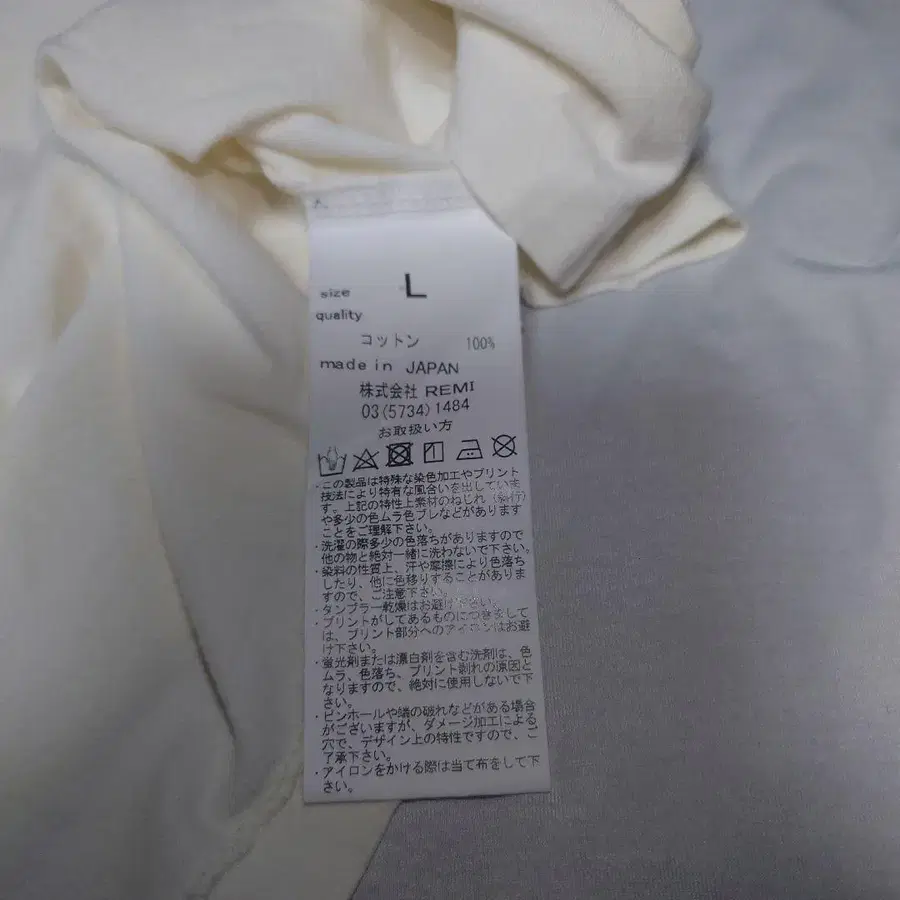 size L
quality
コットン 100%
made in JAPAN
株式会社 REMI
03(5734)1484
お取扱い方
・この製品は特殊な染色加工やプリント
技法により特有な風合いを出していま
す。上記の特性上素材のねじれ（斜行）
や多少の色ムラ色ブレなどがあります
ことをご理解下さい。
・洗濯の際多少の色落ちがありますので
他の物と絶対一緒に洗わないで下さい。
・染料の性質上、汗や摩擦により色落ち
したり、他に色移りすることがありま
すので、ご注意下さい。
・タンブラー乾燥はお避け下さい。
・プリントがしてあるものにつきまして
は、プリント部分へのアイロンはお避
け下さい。
・蛍光剤または漂白剤を含む洗剤は、色
ムラ、色落ち、プリント剥れの原因と
なりますので、絶対に使用しないで下
さい。
・ピンホールや端の破れなどがある場合
がございますが、ダメージ加工による
穴で、デザイン上の特性ですので、ご
了承下さい。
・アイロンをかける際は当て布をして下
さい。